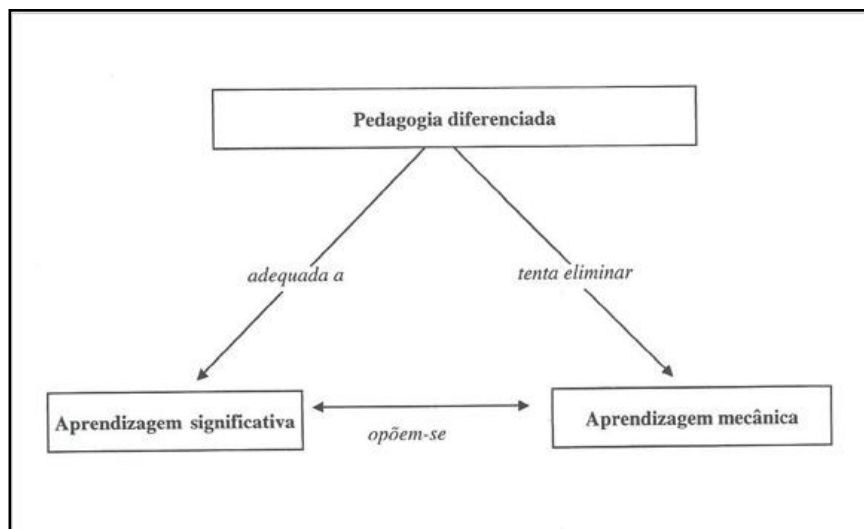 Pedagogia diferenciada
adequada a
tenta eliminar
Aprendizagem significativa
Aprendizagem mecânica
opõem-se